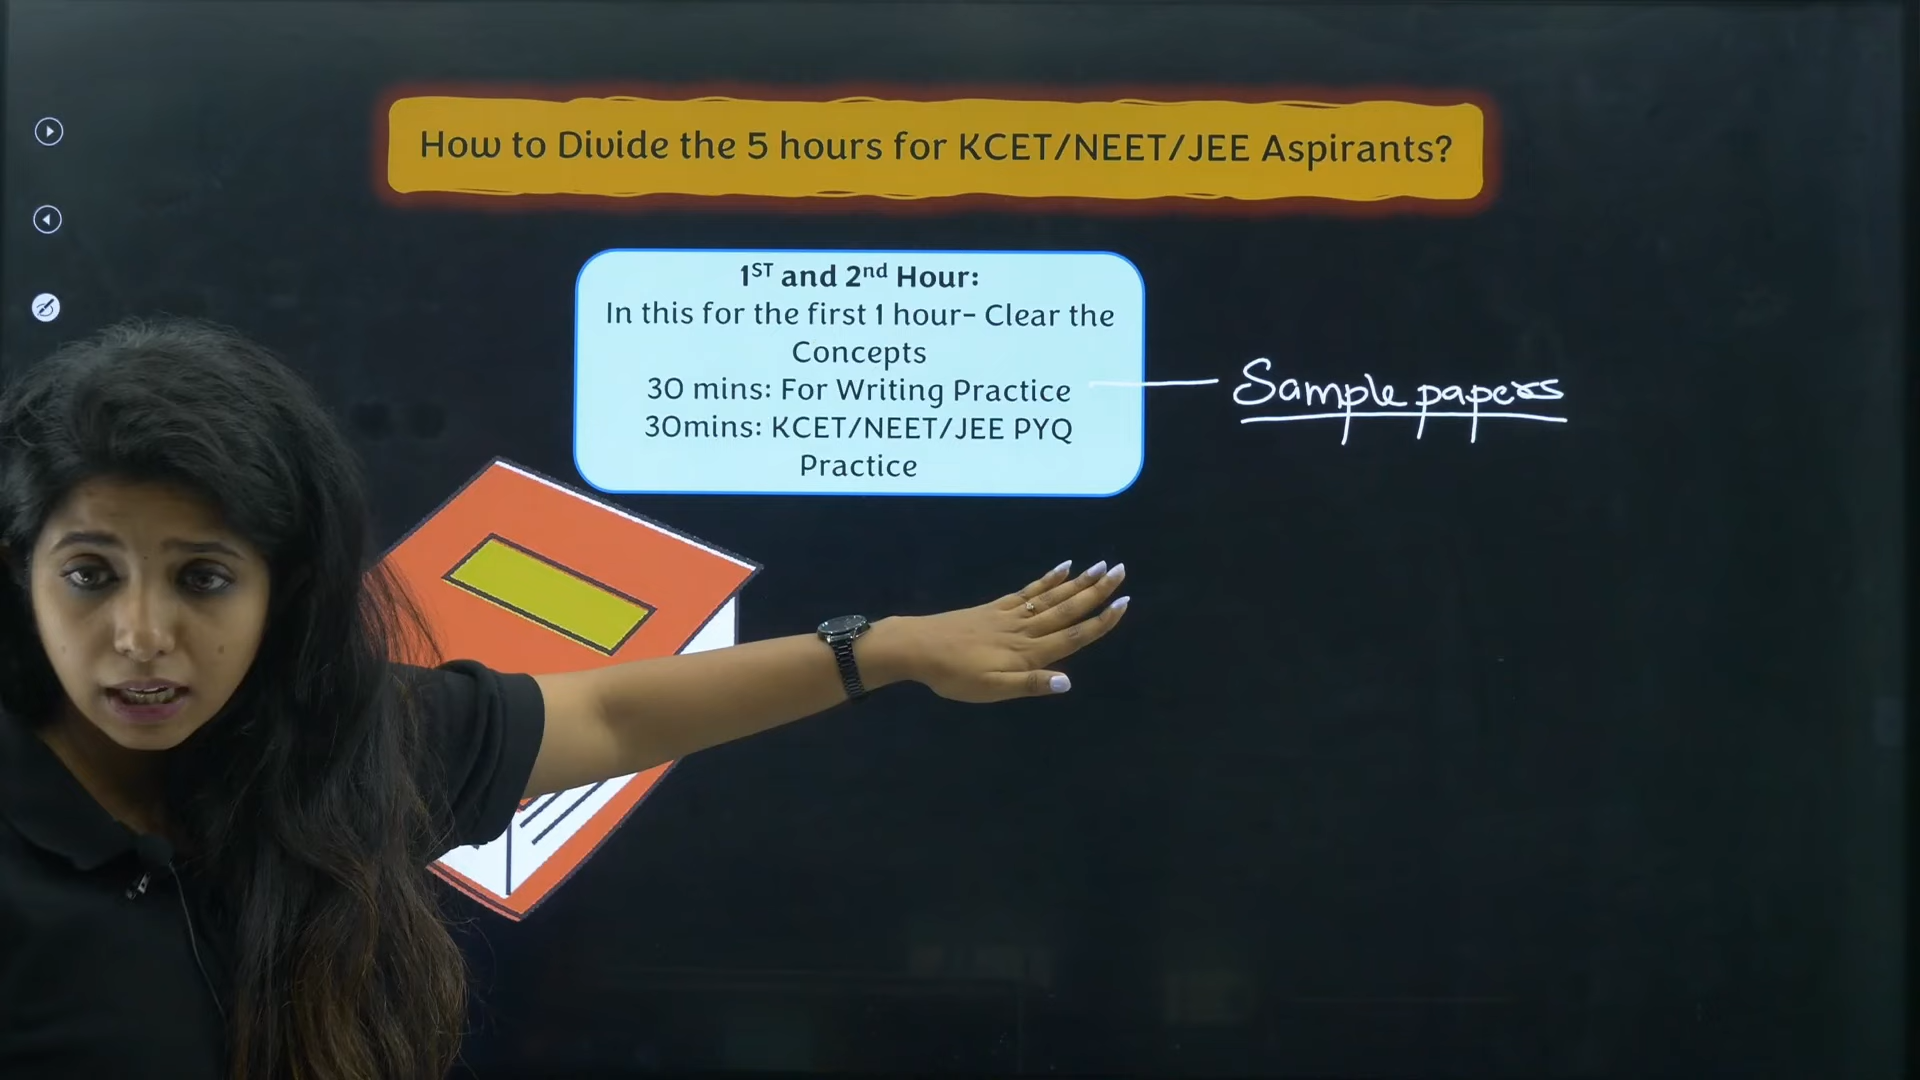 How to Divide the 5 hours for KCET/NEET/JEE Aspirants?
1ST and 2nd Hour:
In this for the first 1 hour- Clear the
Concepts
30 mins: For Writing Practice
30mins: KCET/NEET/JEE PYQ
Practice
Sample papers